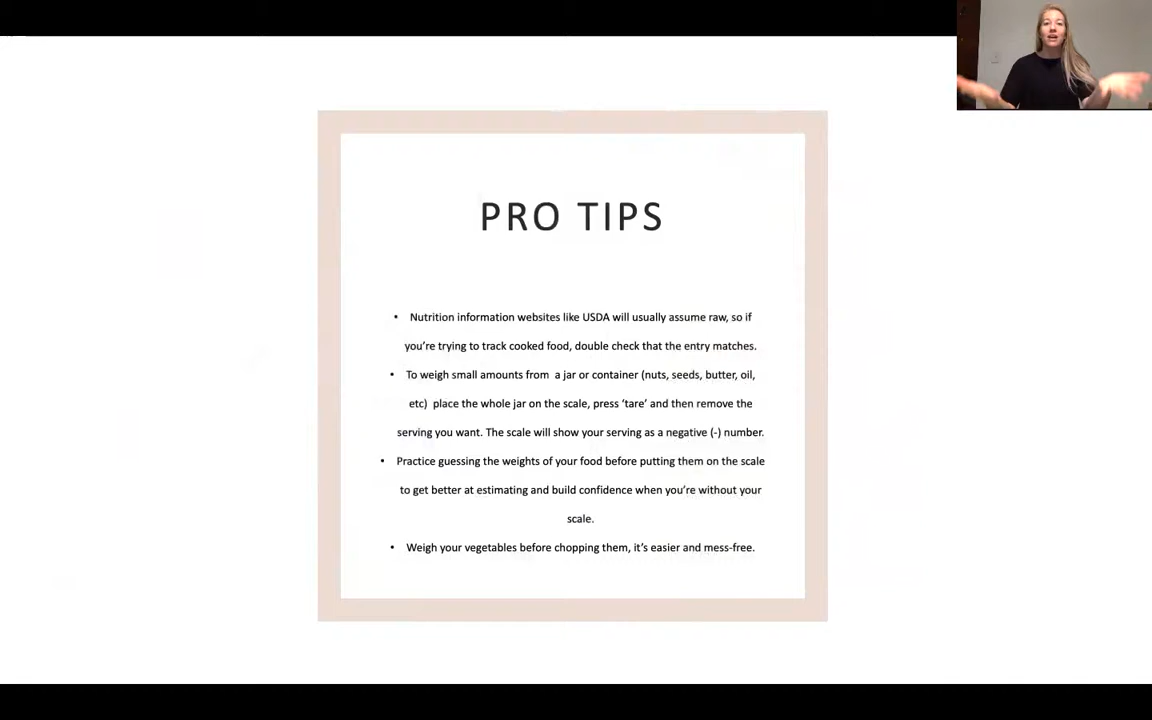 PRO TIPS
• Nutrition information websites like USDA will usually assume raw, so if
you're trying to track cooked food, double check that the entry matches.
• To weigh small amounts from a jar or container (nuts, seeds, butter, oil,
etc) place the whole jar on the scale, press ‘tare’ and then remove the
serving you want. The scale will show your serving as a negative (-) number.
• Practice guessing the weights of your food before putting them on the scale
to get better at estimating and build confidence when you're without your
scale.
• Weigh your vegetables before chopping them, it's easier and mess-free.